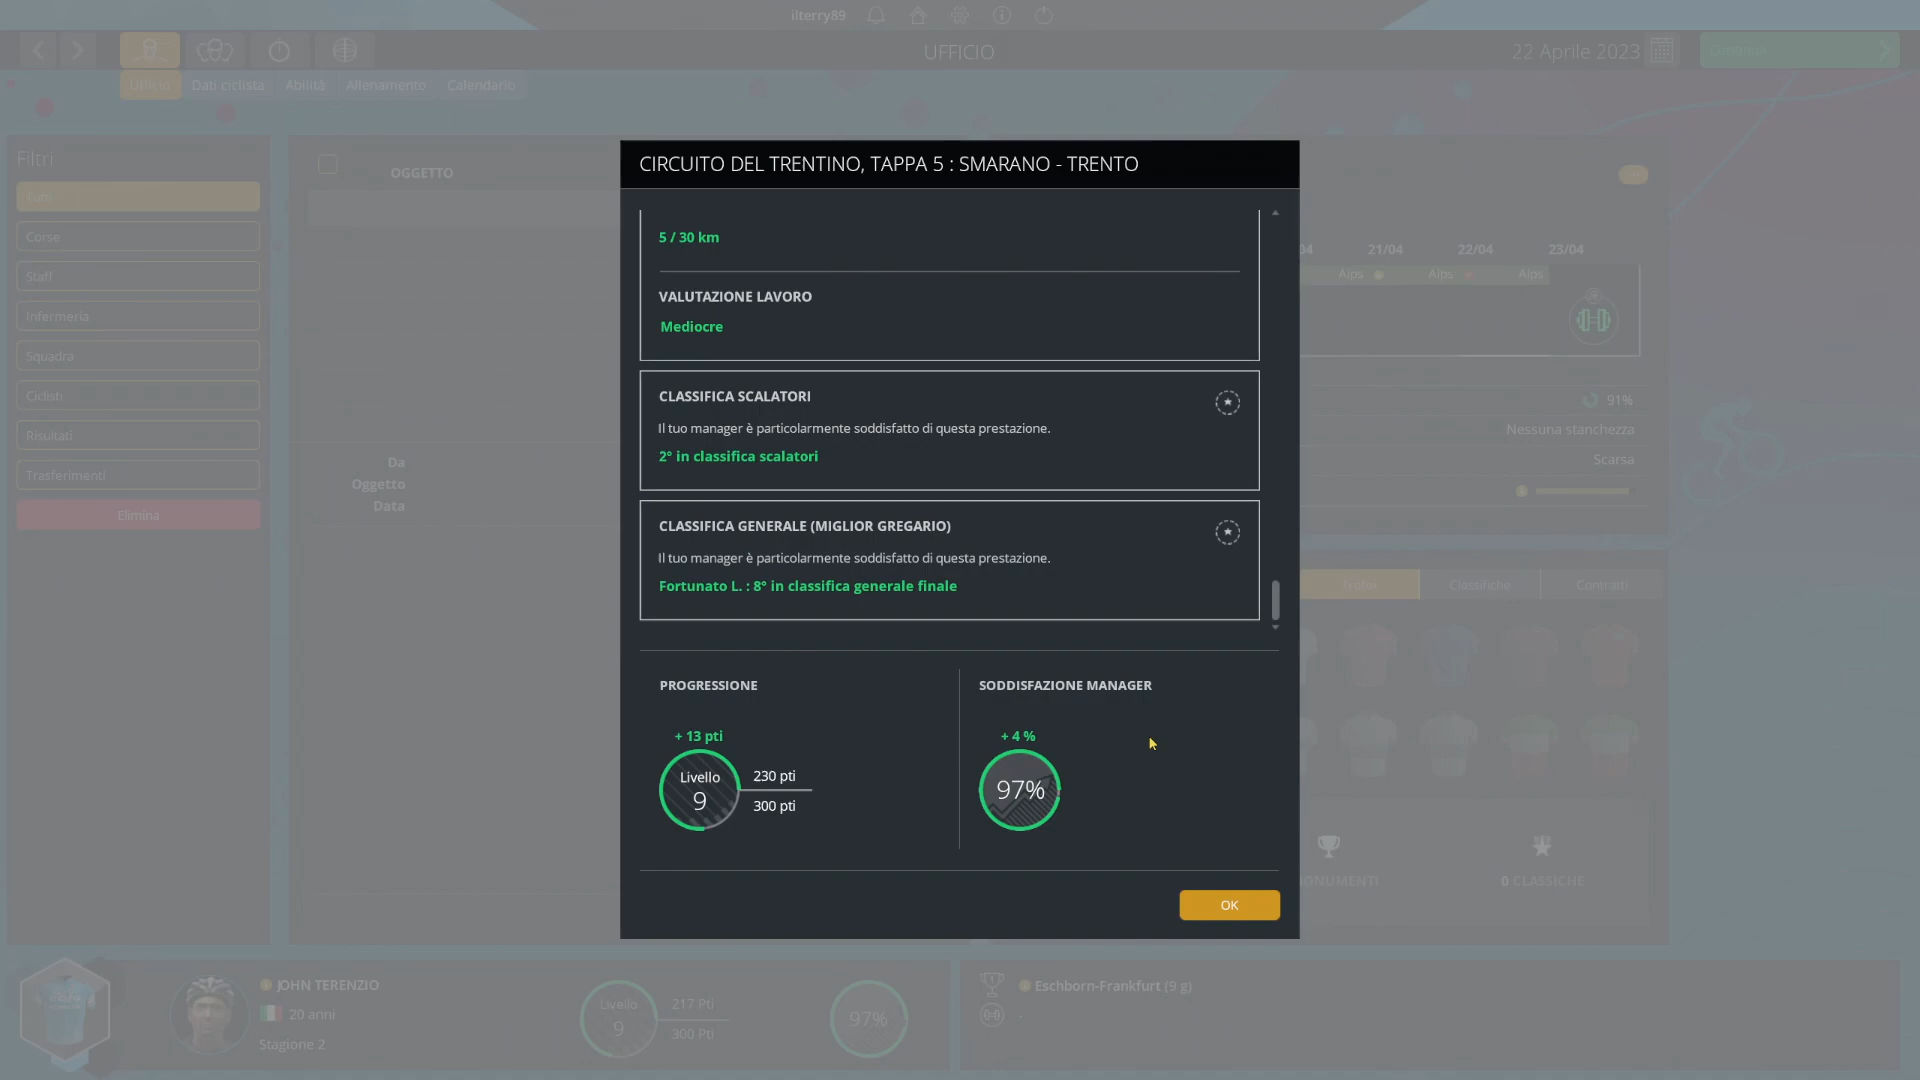 ilterry89
UFFICIO
22 Aprile 2023
Continua
Ufficio
Dati ciclista
Abilità
Allenamento
Calendario
Filtri
Tutti
Corse
Staff
Infermeria
Squadra
Ciclisti
Risultati
Trasferimenti
Elimina
OGGETTO
Da
Oggetto
Data
CIRCUITO DEL TRENTINO, TAPPA 5 : SMARANO - TRENTO
5 / 30 km
VALUTAZIONE LAVORO
Mediocre
CLASSIFICA SCALATORI
Il tuo manager è particolarmente soddisfatto di questa prestazione.
2° in classifica scalatori
CLASSIFICA GENERALE (MIGLIOR GREGARIO)
Il tuo manager è particolarmente soddisfatto di questa prestazione.
Fortunato L. : 8° in classifica generale finale
PROGRESSIONE
+ 13 pti
Livello
9
230 pti
300 pti
SODDISFAZIONE MANAGER
+ 4 %
97%
OK
04
21/04
22/04
23/04
Alps
Alps
Alps
91%
Nessuna stanchezza
Scarsa
Trofei
Classifiche
Contratti
ONUMENTI
0 CLASSICHE
JOHN TERENZIO
20 anni
Stagione 2
Livello
9
217 Pti
300 Pti
97%
Eschborn-Frankfurt (9 g)
-